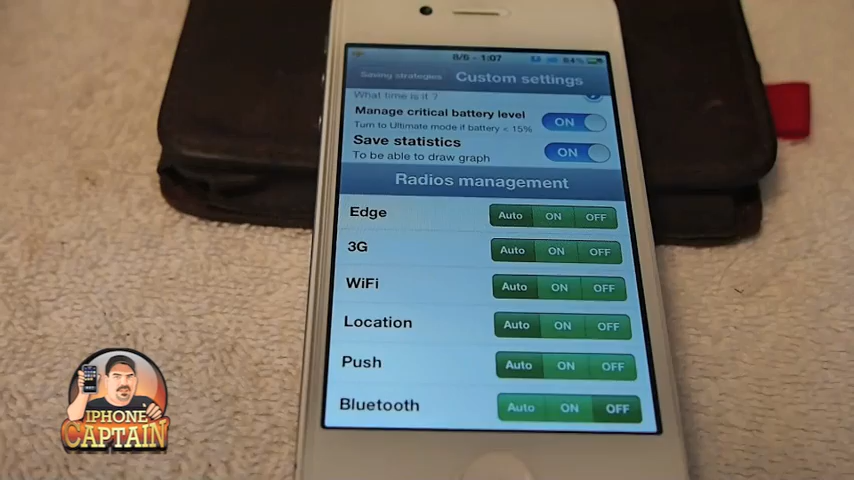 8/6 - 1:07 84%
Saving strategies Custom settings
What time is it ?
Manage critical battery level ON
Turn to Ultimate mode if battery < 15%
Save statistics ON
To be able to draw graph
Radios management
Edge Auto ON OFF
3G Auto ON OFF
WiFi Auto ON OFF
Location Auto ON OFF
Push Auto ON OFF
Bluetooth Auto ON OFF
IPHONE
CAPTAIN